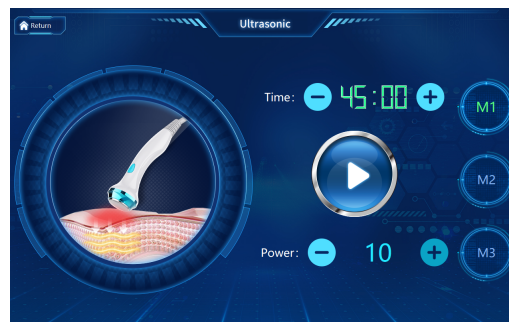 Return
Ultrasonic
Time: − 45:00 +
M1
M2
Power: − 10 +
M3